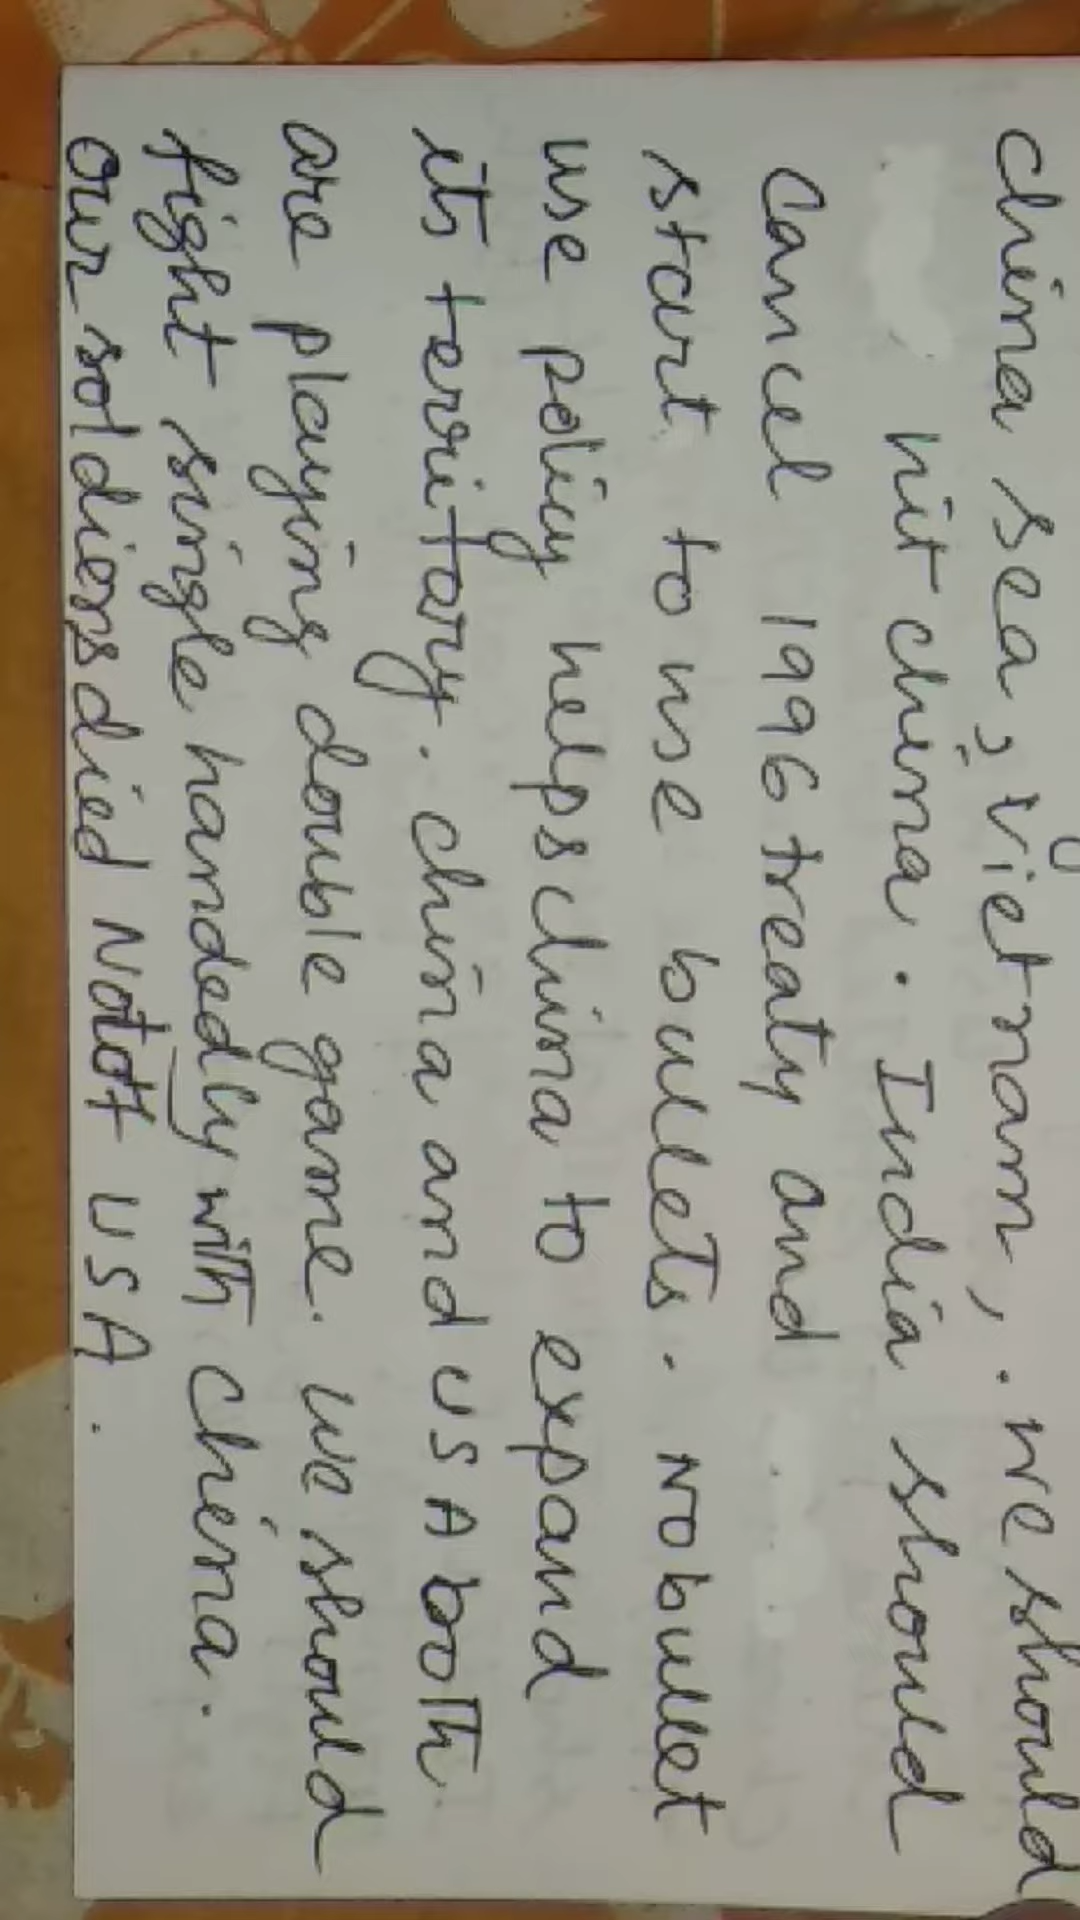 china sea, vietnam, . we should
hit china . India should
Cancel 1996 treaty and
start to use bullets . No bullet
use policy helps china to expand
its territory . china and USA both
are playing double game . we should
fight single handedly with china .
our soldiers died Not USA .